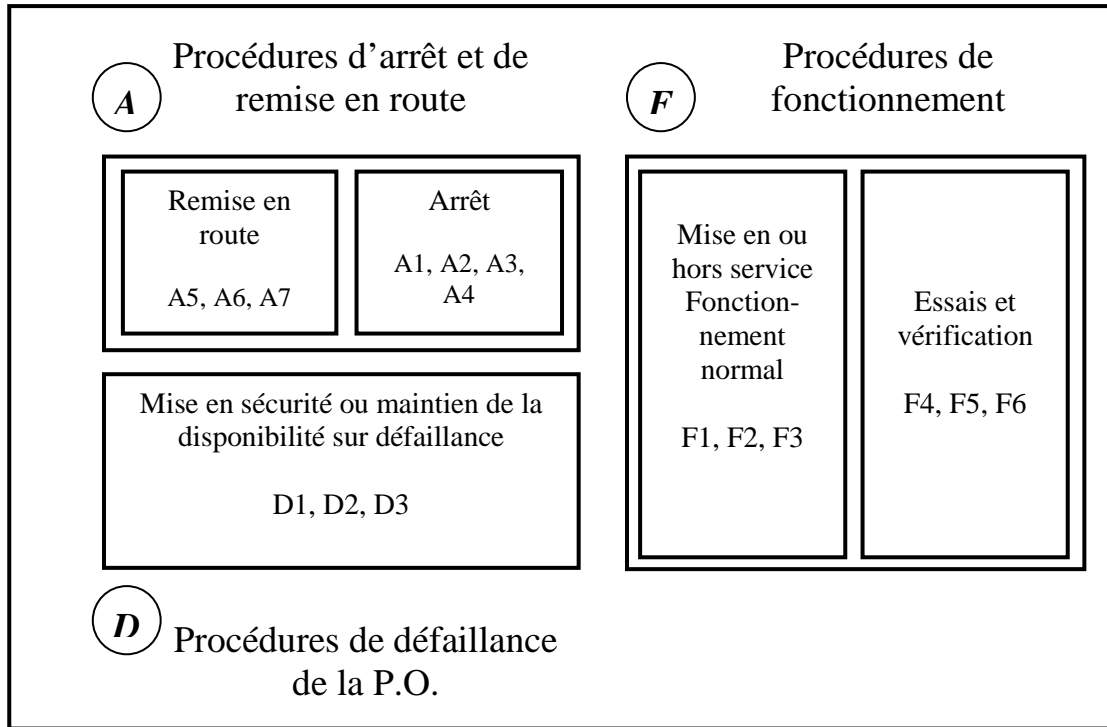 A
Procédures d’arrêt et de
remise en route
Remise en
route
A5, A6, A7
Arrêt
A1, A2, A3,
A4
Mise en sécurité ou maintien de la
disponibilité sur défaillance
D1, D2, D3
D
Procédures de défaillance
de la P.O.
F
Procédures de
fonctionnement
Mise en ou
hors service
Fonction-
nement
normal
F1, F2, F3
Essais et
vérification
F4, F5, F6